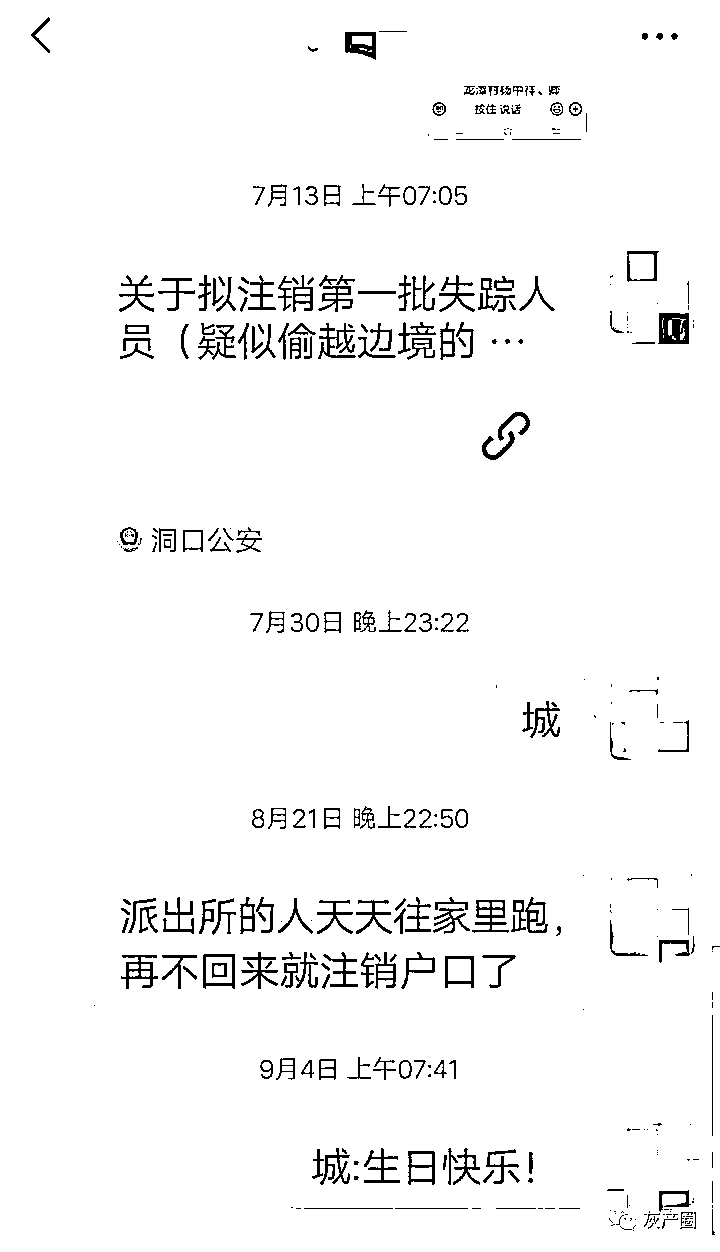 按住 说话
7月13日 上午07:05
关于拟注销第一批失踪人
员（疑似偷越边境的 …
洞口公安
7月30日 晚上23:22
城
8月21日 晚上22:50
派出所的人天天往家里跑,
再不回来就注销户口了
9月4日 上午07:41
城:生日快乐!
灰产圈